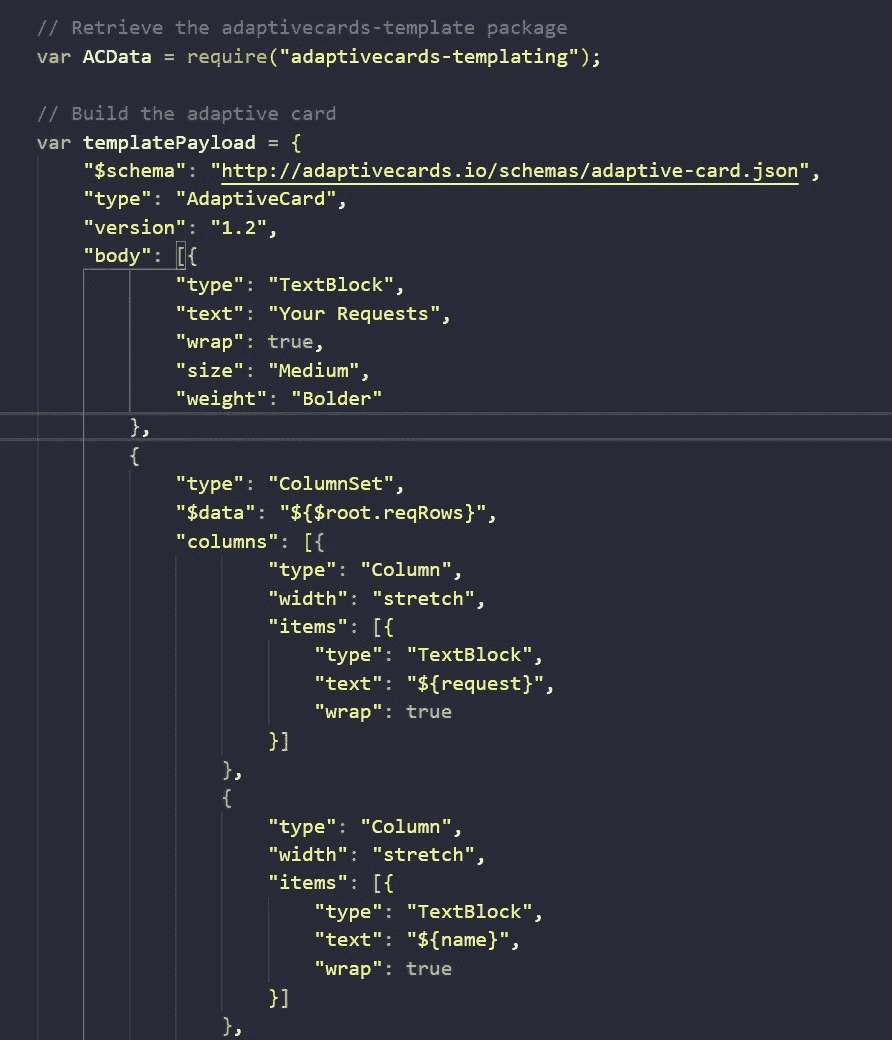 // Retrieve the adaptivecards-template package
var ACData = require("adaptivecards-templating");

// Build the adaptive card
var templatePayload = {
    "$schema": "http://adaptivecards.io/schemas/adaptive-card.json",
    "type": "AdaptiveCard",
    "version": "1.2",
    "body": [{
            "type": "TextBlock",
            "text": "Your Requests",
            "wrap": true,
            "size": "Medium",
            "weight": "Bolder"
        },
        {
            "type": "ColumnSet",
            "$data": "${$root.reqRows}",
            "columns": [{
                    "type": "Column",
                    "width": "stretch",
                    "items": [{
                        "type": "TextBlock",
                        "text": "${request}",
                        "wrap": true
                    }]
                },
                {
                    "type": "Column",
                    "width": "stretch",
                    "items": [{
                        "type": "TextBlock",
                        "text": "${name}",
                        "wrap": true
                    }]
                },